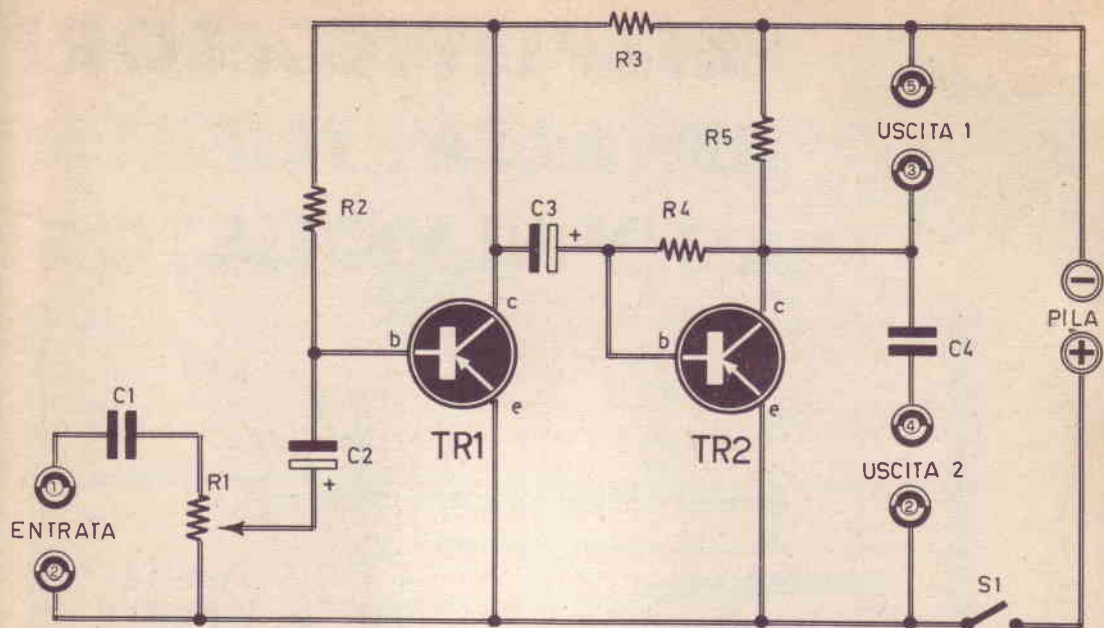 R3
⑤
USCITA 1
③
R5
R2
C3
+
R4
c
b
e
TR1
c
b
e
TR2
−
PILA
+
C4
④
USCITA 2
②
C1
R1
C2
+
①
ENTRATA
②
S1